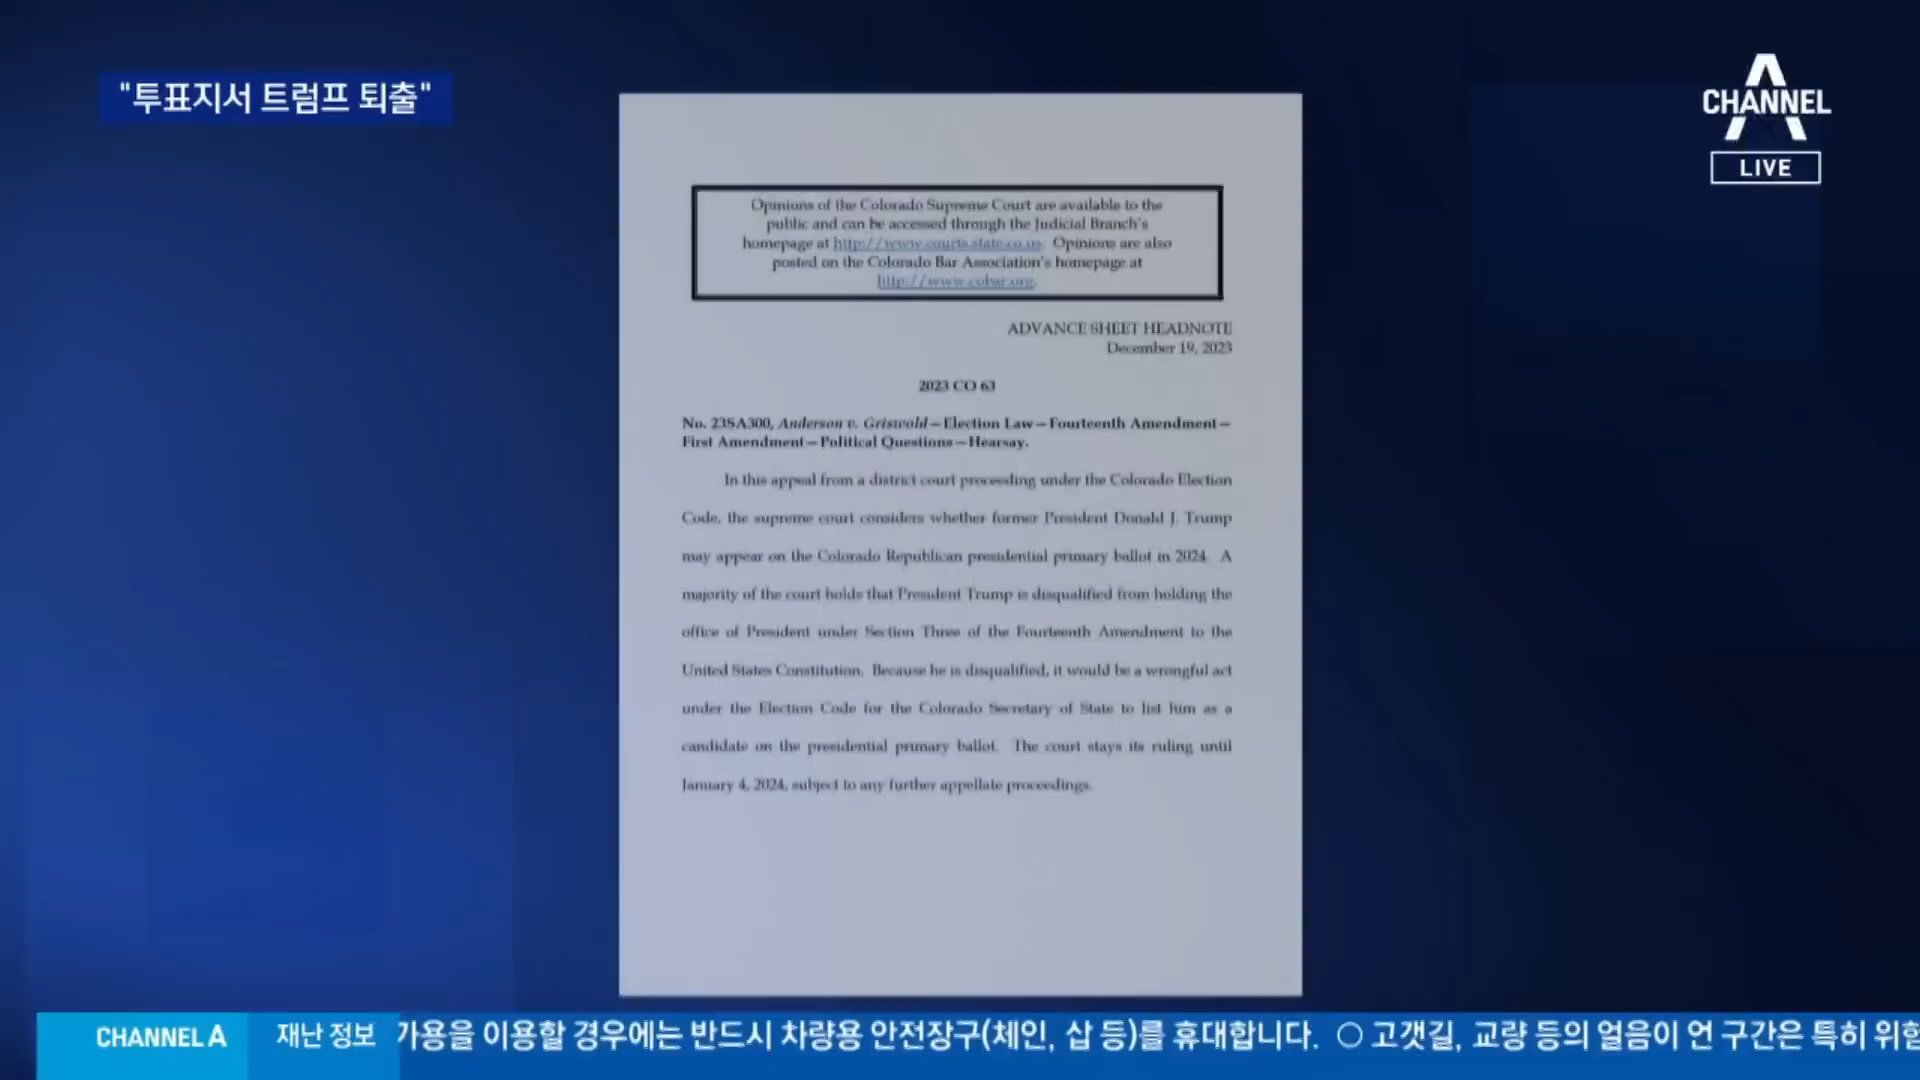 "투표지서 트럼프 퇴출"
CHANNEL A
LIVE
Opinions of the Colorado Supreme Court are available to the
public and can be accessed through the Judicial Branch's
homepage at http://www.courts.state.co.us. Opinions are also
posted on the Colorado Bar Association's homepage at
http://www.cobar.org.
ADVANCE SHEET HEADNOTE
December 19, 2023
2023 CO 63
No. 23SA300, Anderson v. Griswold—Election Law—Fourteenth Amendment—
First Amendment—Political Questions—Hearsay.
In this appeal from a district court proceeding under the Colorado Election
Code, the supreme court considers whether former President Donald J. Trump
may appear on the Colorado Republican presidential primary ballot in 2024. A
majority of the court holds that President Trump is disqualified from holding the
office of President under Section Three of the Fourteenth Amendment to the
United States Constitution. Because he is disqualified, it would be a wrongful act
under the Election Code for the Colorado Secretary of State to list him as a
candidate on the presidential primary ballot. The court stays its ruling until
January 4, 2024, subject to any further appellate proceedings.
CHANNEL A 재난 정보 가용을 이용할 경우에는 반드시 차량용 안전장구(체인, 삽 등)를 휴대합니다. ○ 고갯길, 교량 등의 얼음이 언 구간은 특히 위험